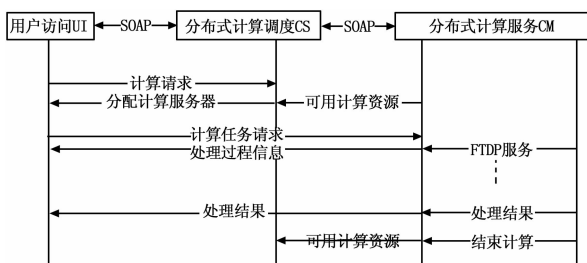 用户访问UI
SOAP
分布式计算调度CS
SOAP
分布式计算服务CM
计算请求
分配计算服务器
可用计算资源
计算任务请求
处理过程信息
FTDP服务
处理结果
处理结果
可用计算资源
结束计算